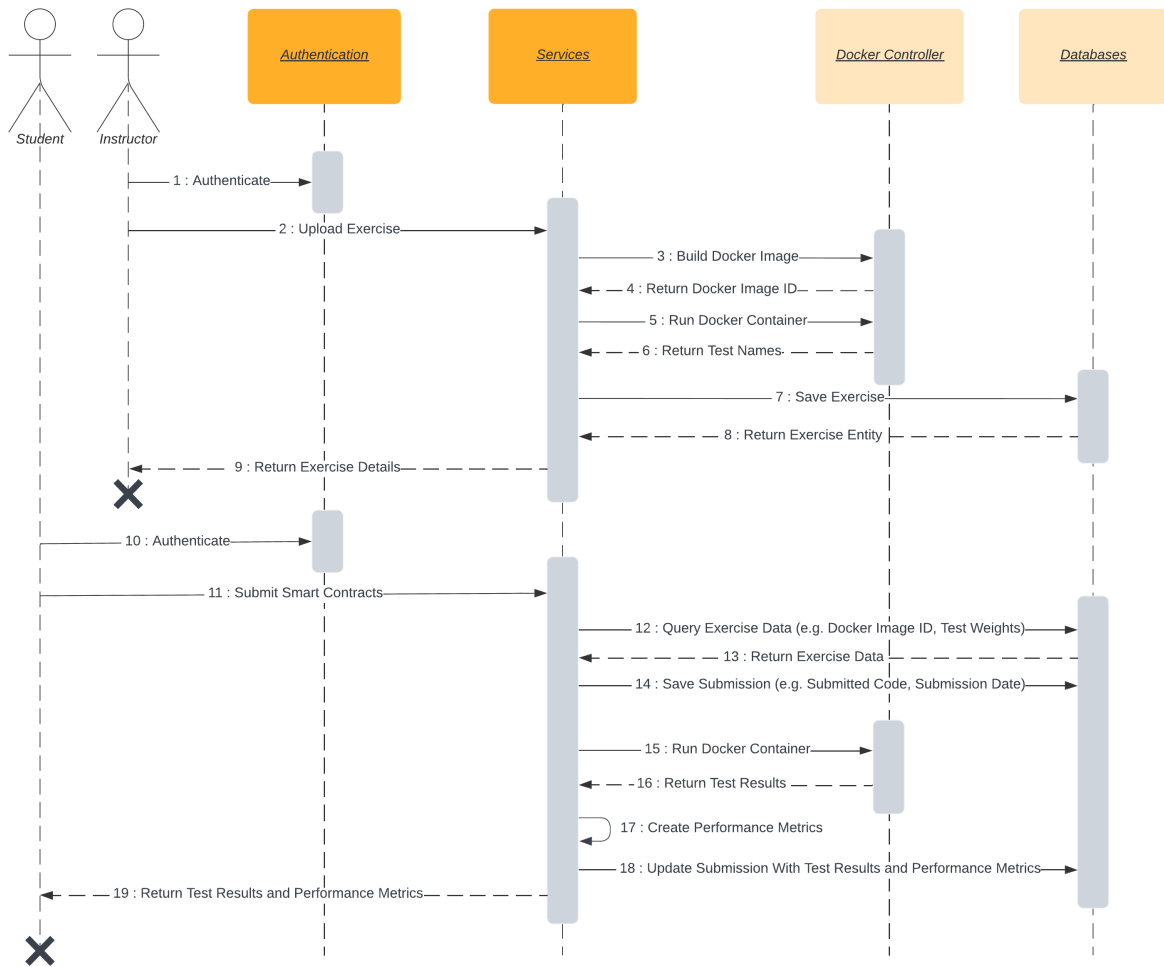 Authentication
Services
Docker Controller
Databases
Student
Instructor
1 : Authenticate
2 : Upload Exercise
3 : Build Docker Image
4 : Return Docker Image ID
5 : Run Docker Container
6 : Return Test Names
7 : Save Exercise
8 : Return Exercise Entity
9 : Return Exercise Details
10 : Authenticate
11 : Submit Smart Contracts
12 : Query Exercise Data (e.g. Docker Image ID, Test Weights)
13 : Return Exercise Data
14 : Save Submission (e.g. Submitted Code, Submission Date)
15 : Run Docker Container
16 : Return Test Results
17 : Create Performance Metrics
18 : Update Submission With Test Results and Performance Metrics
19 : Return Test Results and Performance Metrics